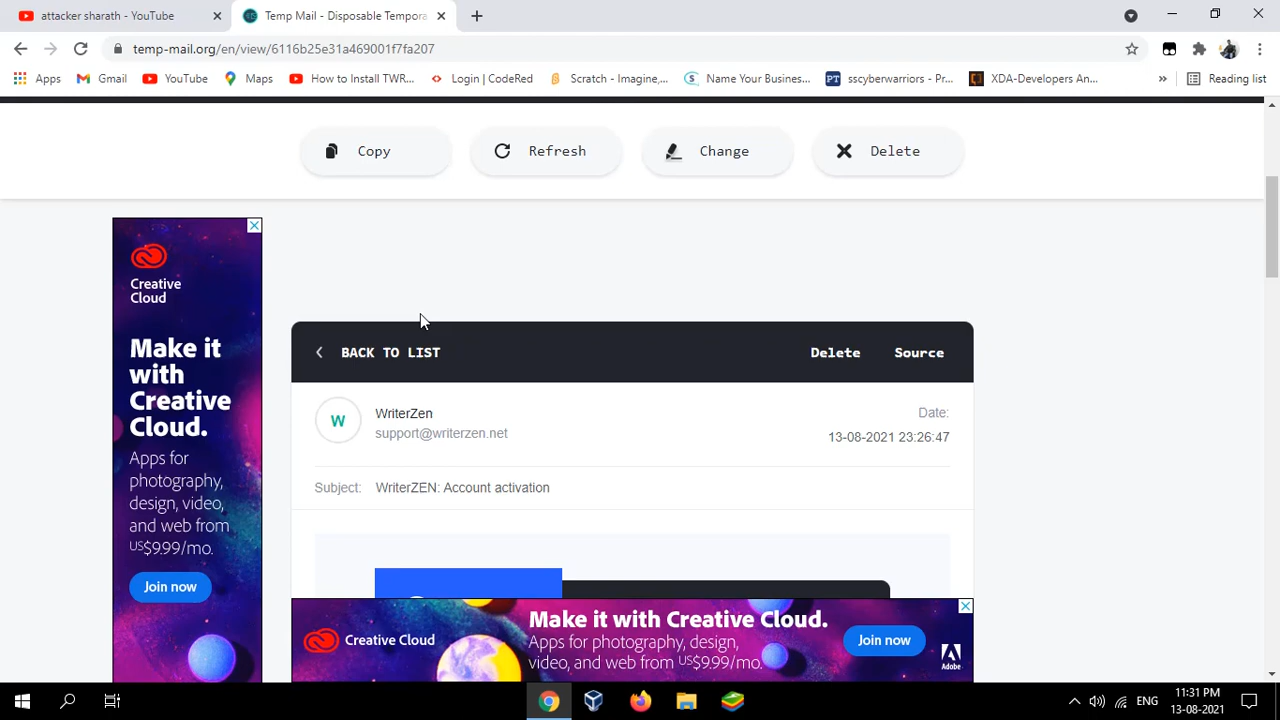 attacker sharath - YouTube
Temp Mail - Disposable Tempora
temp-mail.org/en/view/6116b25e31a469001f7fa207
Apps Gmail YouTube Maps How to Install TWR... Login | CodeRed Scratch - Imagine,... Name Your Busines... PT sscyberwarriors - Pr... XDA-Developers An... » Reading list
Copy Refresh Change Delete
Creative
Cloud
Make it
with
Creative
Cloud.
Apps for
photography,
design, video,
and web from
US$9.99/mo.
Join now
BACK TO LIST Delete Source
W
WriterZen
support@writerzen.net
Date:
13-08-2021 23:26:47
Subject: WriterZEN: Account activation
Creative Cloud
Make it with Creative Cloud.
Apps for photography, design,
video, and web from US$9.99/mo.
Join now
Adobe
ENG
11:31 PM
13-08-2021